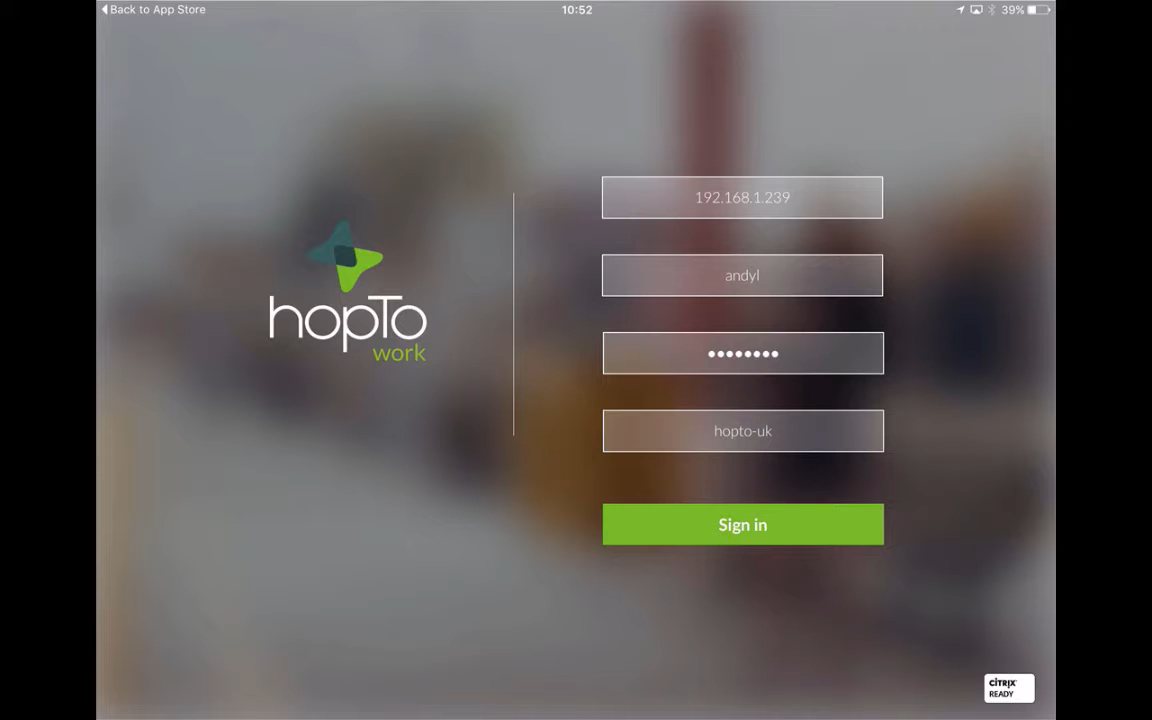 Back to App Store
10:52
39%
192.168.1.239
andyl
••••••••
hopTo
work
hopto-uk
Sign in
CITRIX
READY